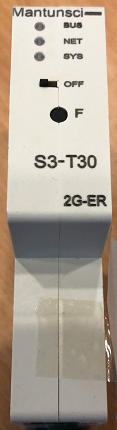 Mantunsci
BUS
NET
SYS
OFF
F
S3-T30
2G-ER